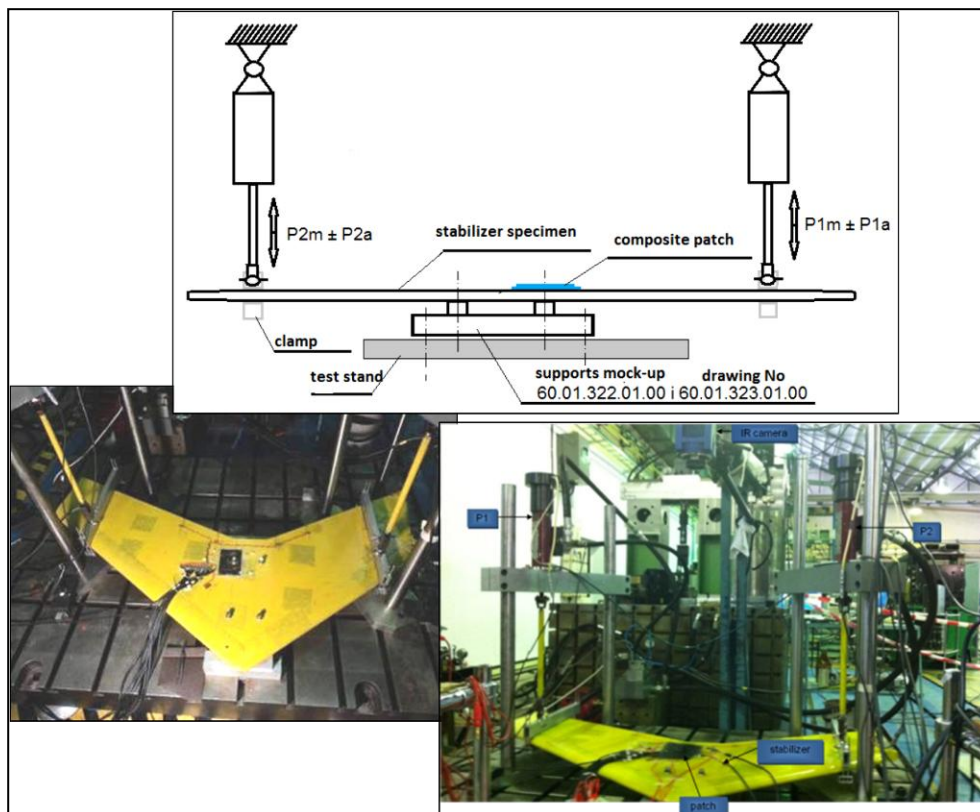 P2m ± P2a
P1m ± P1a
stabilizer specimen
composite patch
clamp
test stand
supports mock-up drawing No
60.01.322.01.00 i 60.01.323.01.00
IR camera
P1
P2
stabilizer
patch